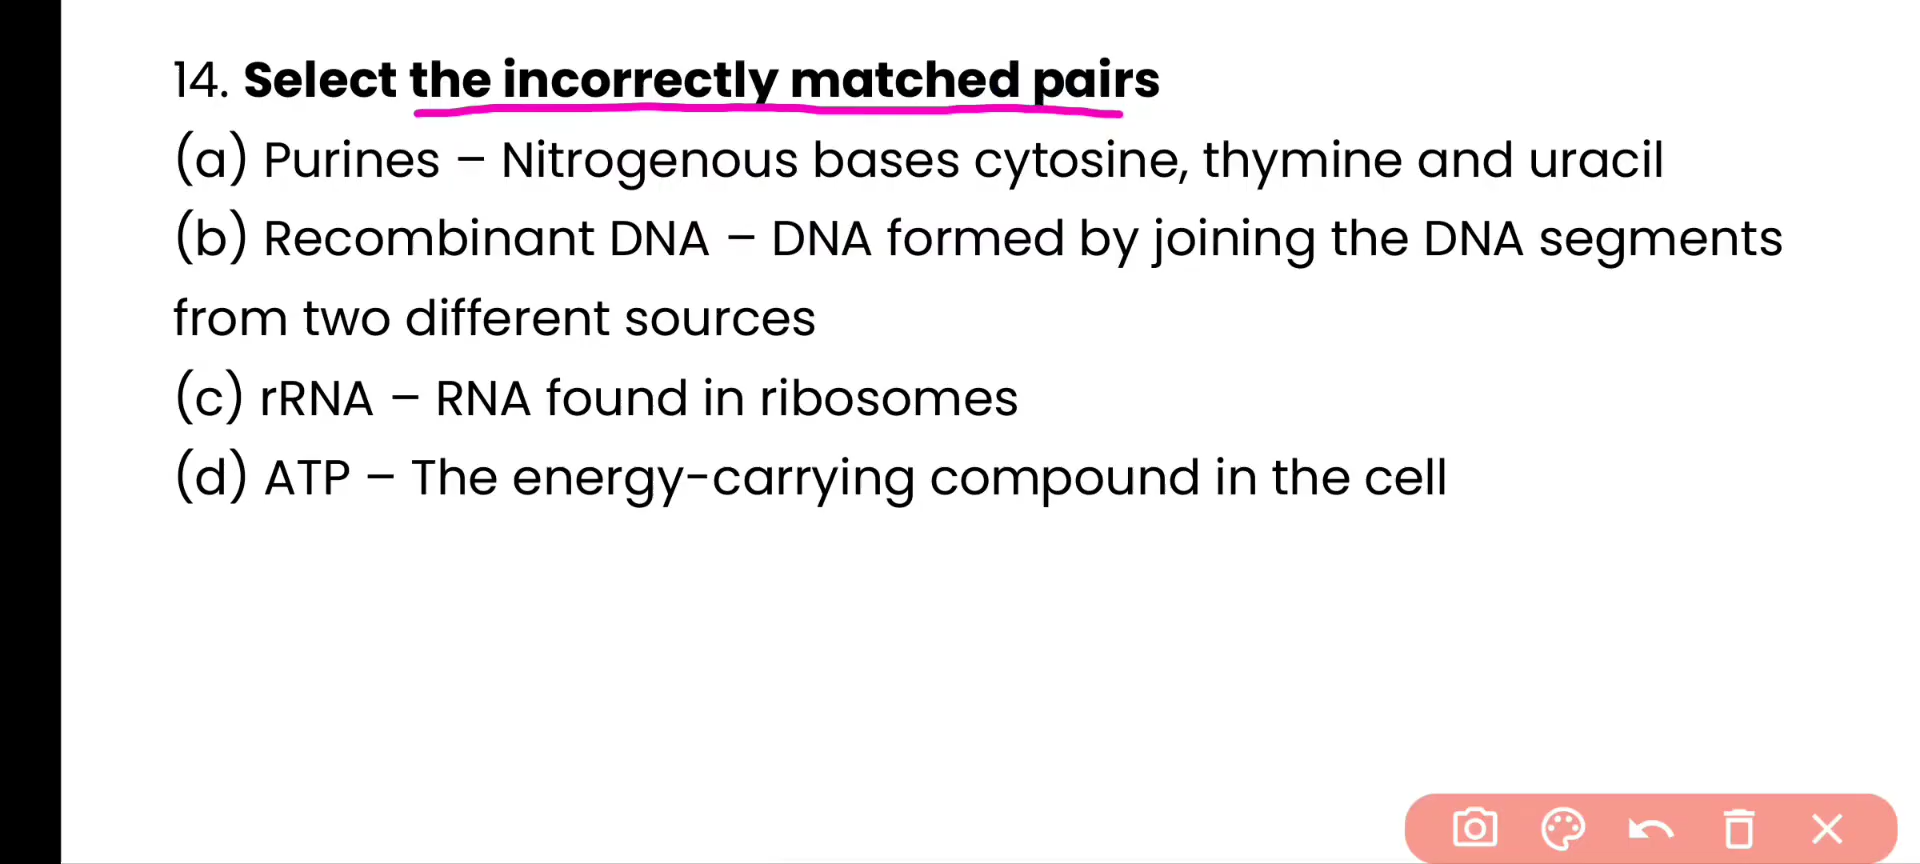 14. Select the incorrectly matched pairs
(a) Purines – Nitrogenous bases cytosine, thymine and uracil
(b) Recombinant DNA – DNA formed by joining the DNA segments
from two different sources
(c) rRNA – RNA found in ribosomes
(d) ATP – The energy-carrying compound in the cell